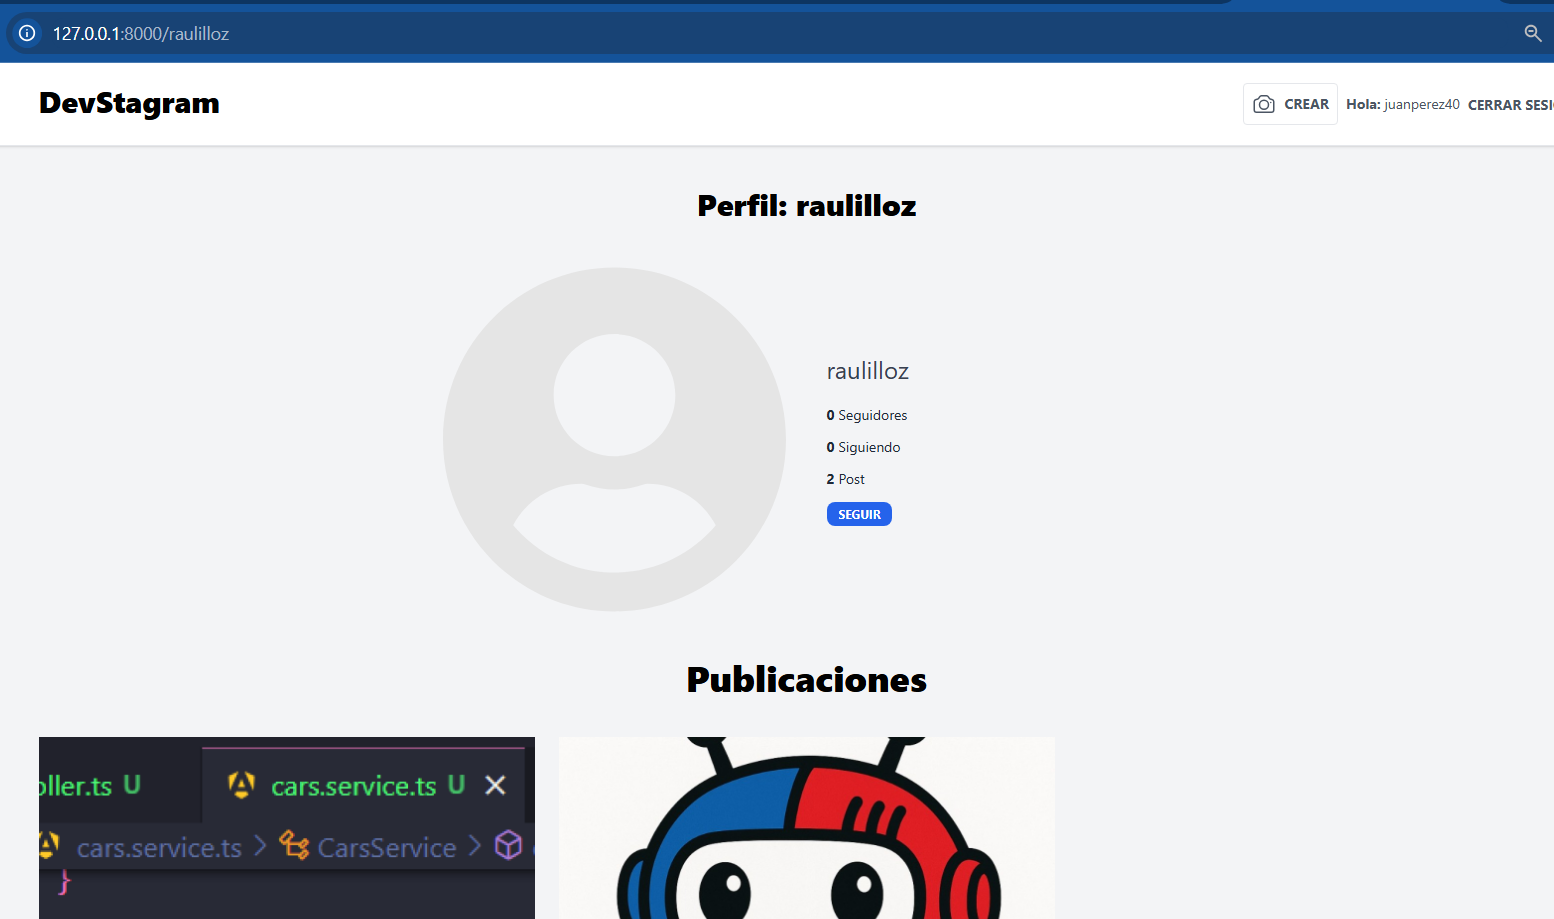 127.0.0.1:8000/raulilloz
DevStagram
CREAR
Hola: juanperez40
CERRAR SESI
Perfil: raulilloz
raulilloz
0 Seguidores
0 Siguiendo
2 Post
SEGUIR
Publicaciones
oller.ts U
cars.service.ts U
cars.service.ts > CarsService >
}